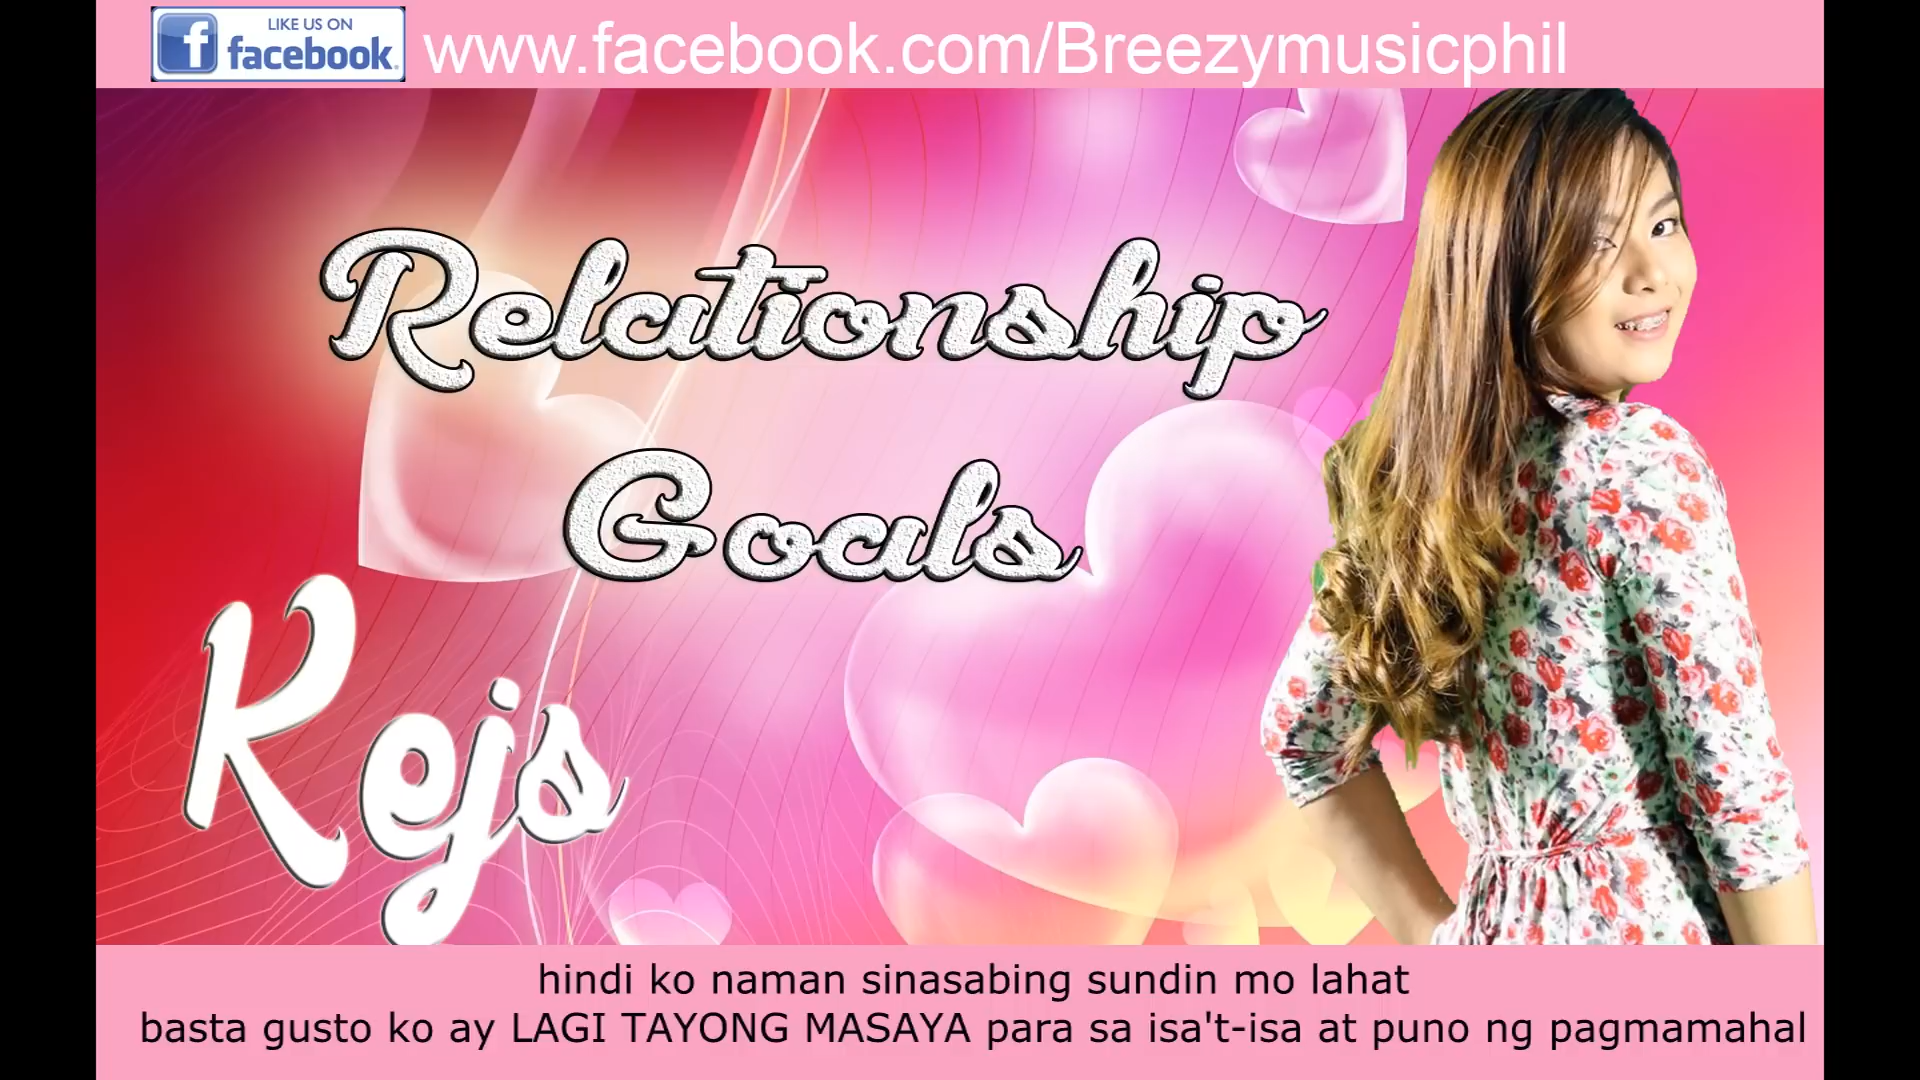 LIKE US ON
facebook.
www.facebook.com/Breezymusicphil
Relationship
Goals
Kejs
hindi ko naman sinasabing sundin mo lahat
basta gusto ko ay LAGI TAYONG MASAYA para sa isa't-isa at puno ng pagmamahal